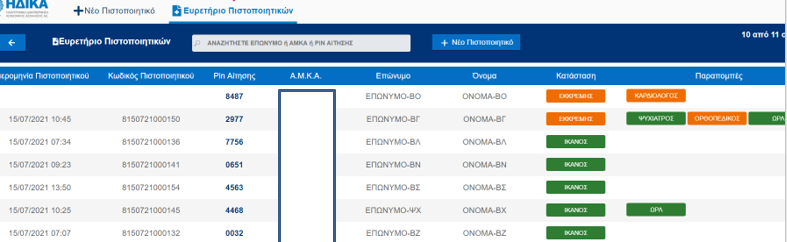 ΗΔΙΚΑ
Νέο Πιστοποιητικό Ευρετήριο Πιστοποιητικών
Ευρετήριο Πιστοποιητικών ΑΝΑΖΗΤΗΣΤΕ ΕΠΩΝΥΜΟ ή ΑΜΚΑ ή PIN ΑΙΤΗΣΗΣ + Νέο Πιστοποιητικό 10 από 11
Πιστοποιητικού Κωδικός Πιστοποιητικού Pin Αίτησης Α.Μ.Κ.Α. Επώνυμο Όνομα Κατάσταση Παραπομπές
8487 ΕΠΩΝΥΜΟ-ΒΟ ΟΝΟΜΑ-ΒΟ ΕΚΚΡΕΜΗΣ ΚΑΡΔΙΟΛΟΓΟΣ
15/07/2021 10:45 8150721000150 2977 ΕΠΩΝΥΜΟ-ΒΓ ΟΝΟΜΑ-ΒΓ ΕΚΚΡΕΜΗΣ ΨΥΧΙΑΤΡΟΣ ΟΡΘΟΠΕΔΙΚΟΣ ΩΡΛ
15/07/2021 07:34 8150721000136 7756 ΕΠΩΝΥΜΟ-ΒΛ ΟΝΟΜΑ-ΒΛ ΙΚΑΝΟΣ
15/07/2021 09:23 8150721000141 0651 ΕΠΩΝΥΜΟ-ΒΝ ΟΝΟΜΑ-ΒΝ ΙΚΑΝΟΣ
15/07/2021 13:50 8150721000154 4563 ΕΠΩΝΥΜΟ-ΒΣ ΟΝΟΜΑ-ΒΣ ΙΚΑΝΟΣ
15/07/2021 10:25 8150721000145 4468 ΕΠΩΝΥΜΟ-ΨΧ ΟΝΟΜΑ-ΒΧ ΙΚΑΝΟΣ ΩΡΛ
15/07/2021 07:07 8150721000132 0032 ΕΠΩΝΥΜΟ-ΒΖ ΟΝΟΜΑ-ΒΖ ΙΚΑΝΟΣ